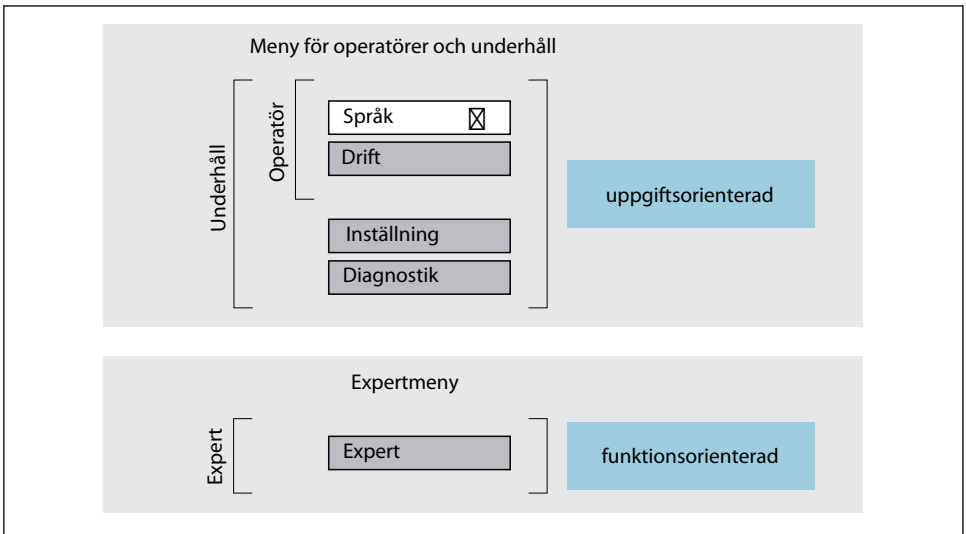 Meny för operatörer och underhåll
Underhåll
Operatör
Språk
Drift
Inställning
Diagnostik
uppgiftsorienterad
Expertmeny
Expert
Expert
funktionsorienterad